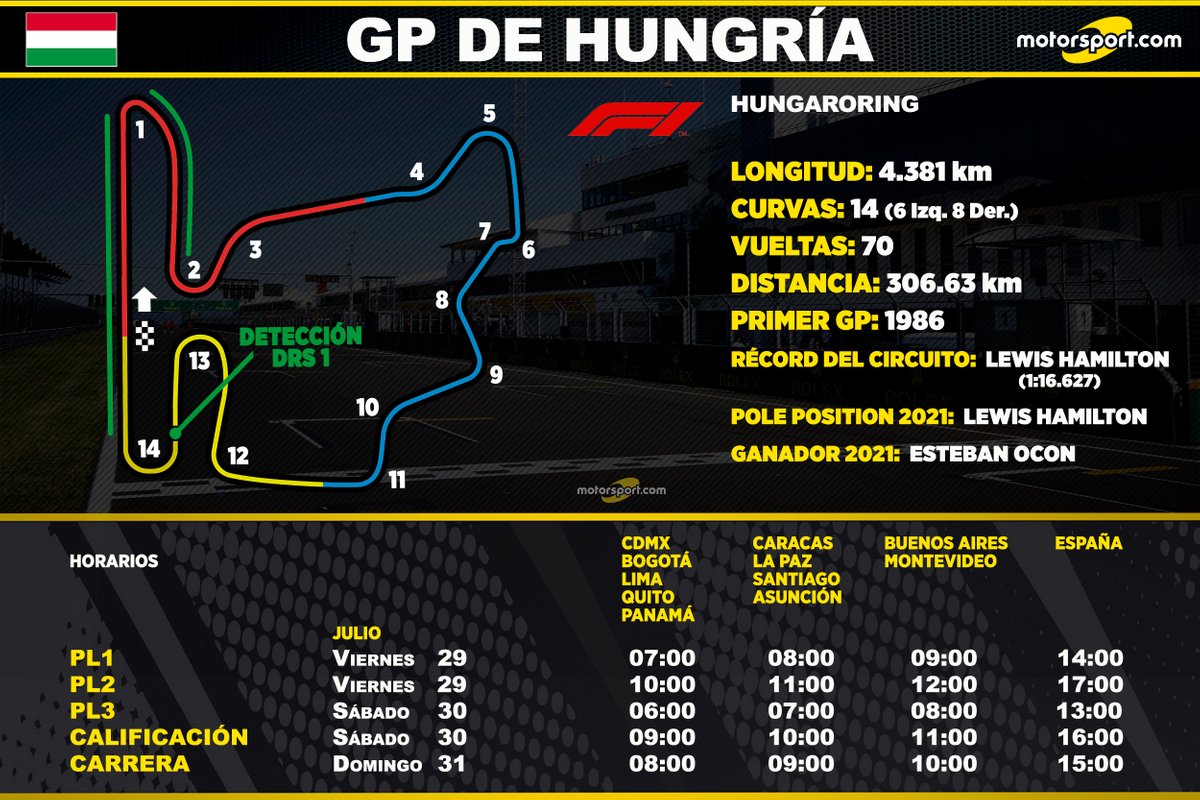 GP DE HUNGRÍA
motorsport.com
F1
HUNGARORING
LONGITUD: 4.381 km
CURVAS: 14 (6 Izq. 8 Der.)
VUELTAS: 70
DISTANCIA: 306.63 km
PRIMER GP: 1986
RÉCORD DEL CIRCUITO: LEWIS HAMILTON
(1:16.627)
POLE POSITION 2021: LEWIS HAMILTON
GANADOR 2021: ESTEBAN OCON
1
2
3
4
5
6
7
8
9
10
11
12
13
14
DETECCIÓN
DRS 1
motorsport.com
HORARIOS
JULIO
CDMX
BOGOTÁ
LIMA
QUITO
PANAMÁ
CARACAS
LA PAZ
SANTIAGO
ASUNCIÓN
BUENOS AIRES
MONTEVIDEO
ESPAÑA
PL1 VIERNES 29 07:00 08:00 09:00 14:00
PL2 VIERNES 29 10:00 11:00 12:00 17:00
PL3 SÁBADO 30 06:00 07:00 08:00 13:00
CALIFICACIÓN SÁBADO 30 09:00 10:00 11:00 16:00
CARRERA DOMINGO 31 08:00 09:00 10:00 15:00